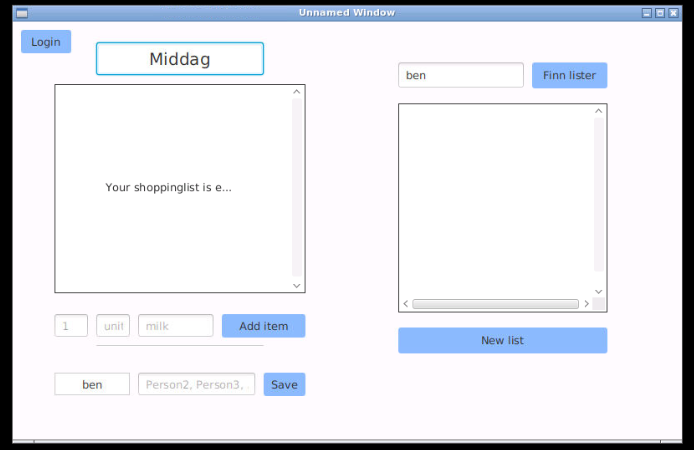 Unnamed Window
Login
Middag
ben
Finn lister
Your shoppinglist is e...
1
unit
milk
Add item
New list
ben
Person2, Person3,
Save